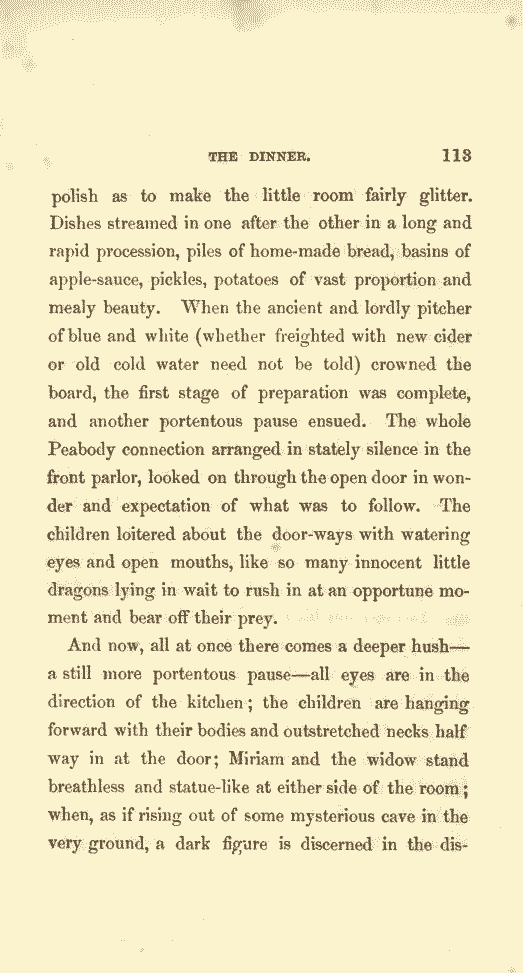 THE DINNER. 113
polish as to make the little room fairly glitter.
Dishes streamed in one after the other in a long and
rapid procession, piles of home-made bread, basins of
apple-sauce, pickles, potatoes of vast proportion and
mealy beauty. When the ancient and lordly pitcher
of blue and white (whether freighted with new cider
or old cold water need not be told) crowned the
board, the first stage of preparation was complete,
and another portentous pause ensued. The whole
Peabody connection arranged in stately silence in the
front parlor, looked on through the open door in won-
der and expectation of what was to follow. The
children loitered about the door-ways with watering
eyes and open mouths, like so many innocent little
dragons lying in wait to rush in at an opportune mo-
ment and bear off their prey.
And now, all at once there comes a deeper hush—
a still more portentous pause—all eyes are in the
direction of the kitchen; the children are hanging
forward with their bodies and outstretched necks half
way in at the door; Miriam and the widow stand
breathless and statue-like at either side of the room;
when, as if rising out of some mysterious cave in the
very ground, a dark figure is discerned in the dis-